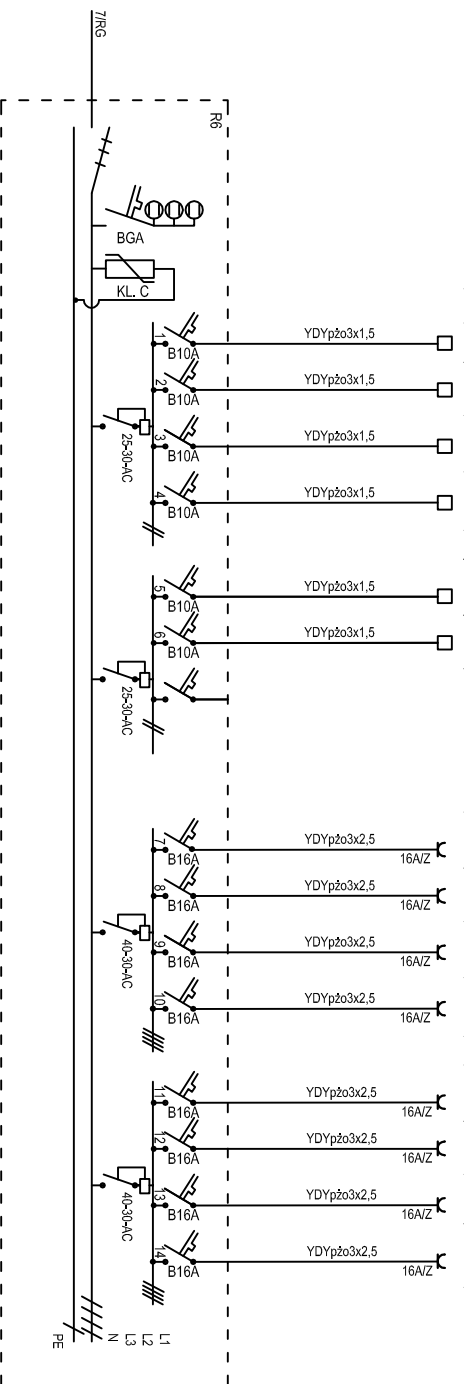 7/RG
R6
BGA
KL. C
1
B10A
YDYpżo3x1,5
2
B10A
YDYpżo3x1,5
25-30-AC
3
B10A
YDYpżo3x1,5
4
B10A
YDYpżo3x1,5
5
B10A
YDYpżo3x1,5
6
B10A
YDYpżo3x1,5
25-30-AC
7
B16A
YDYpżo3x2,5
16A/Z
8
B16A
YDYpżo3x2,5
16A/Z
40-30-AC
9
B16A
YDYpżo3x2,5
16A/Z
10
B16A
YDYpżo3x2,5
16A/Z
11
B16A
YDYpżo3x2,5
16A/Z
12
B16A
YDYpżo3x2,5
16A/Z
40-30-AC
13
B16A
YDYpżo3x2,5
16A/Z
14
B16A
YDYpżo3x2,5
16A/Z
L1
L2
L3
N
PE